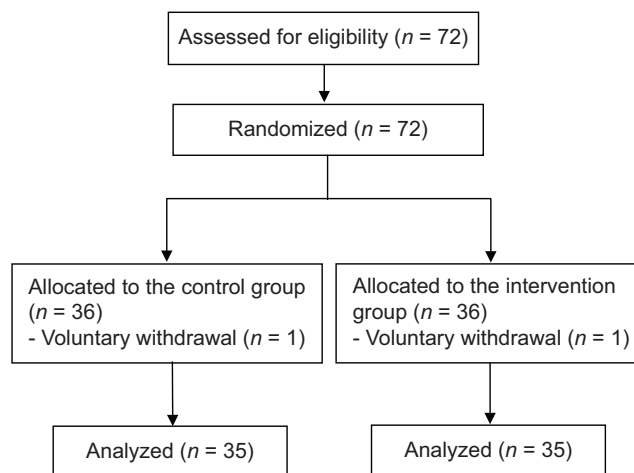 Assessed for eligibility (n = 72)
Randomized (n = 72)
Allocated to the control group
(n = 36)
- Voluntary withdrawal (n = 1)
Allocated to the intervention
group (n = 36)
- Voluntary withdrawal (n = 1)
Analyzed (n = 35)
Analyzed (n = 35)